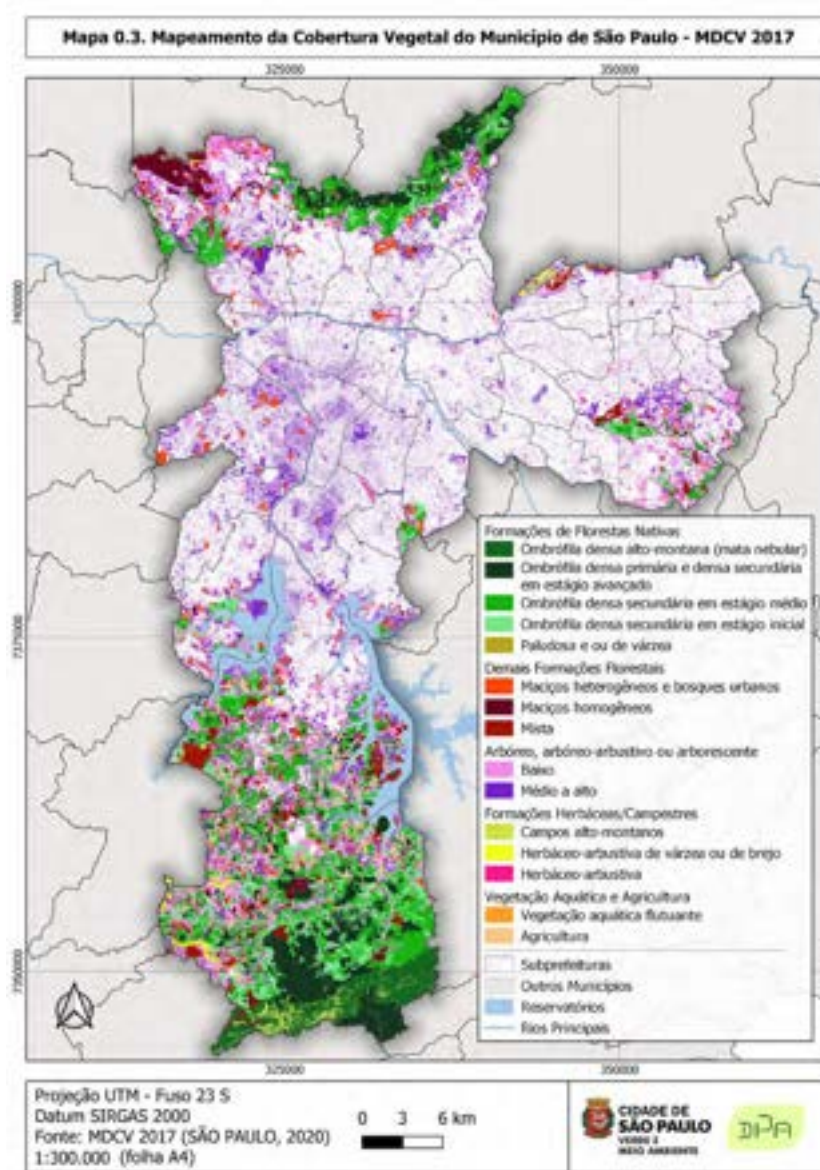 Mapa 0.3. Mapeamento da Cobertura Vegetal do Município de São Paulo - MDCV 2017
325000
350000
7400000
7375000
7350000
Formações de Florestas Nativas
Ombrófila densa alto-montana (mata nebular)
Ombrófila densa primária e densa secundária
em estágio avançado
Ombrófila densa secundária em estágio médio
Ombrófila densa secundária em estágio inicial
Paludosa e ou de várzea
Demais Formações Florestais
Maciços heterogêneos e bosques urbanos
Maciços homogêneos
Mista
Arbóreo, arbóreo-arbustivo ou arborescente
Baixo
Médio a alto
Formações Herbáceas/Campestres
Campos alto-montanos
Herbáceo-arbustiva de várzea ou de brejo
Herbáceo-arbustiva
Vegetação Aquática e Agricultura
Vegetação aquática flutuante
Agricultura
Subprefeituras
Outros Municípios
Reservatórios
Rios Principais
325000
350000
Projeção UTM - Fuso 23 S
Datum SIRGAS 2000
Fonte: MDCV 2017 (SÃO PAULO, 2020)
1:300.000 (folha A4)
0 3 6 km
CIDADE DE
SÃO PAULO
VERDE E
MEIO AMBIENTE